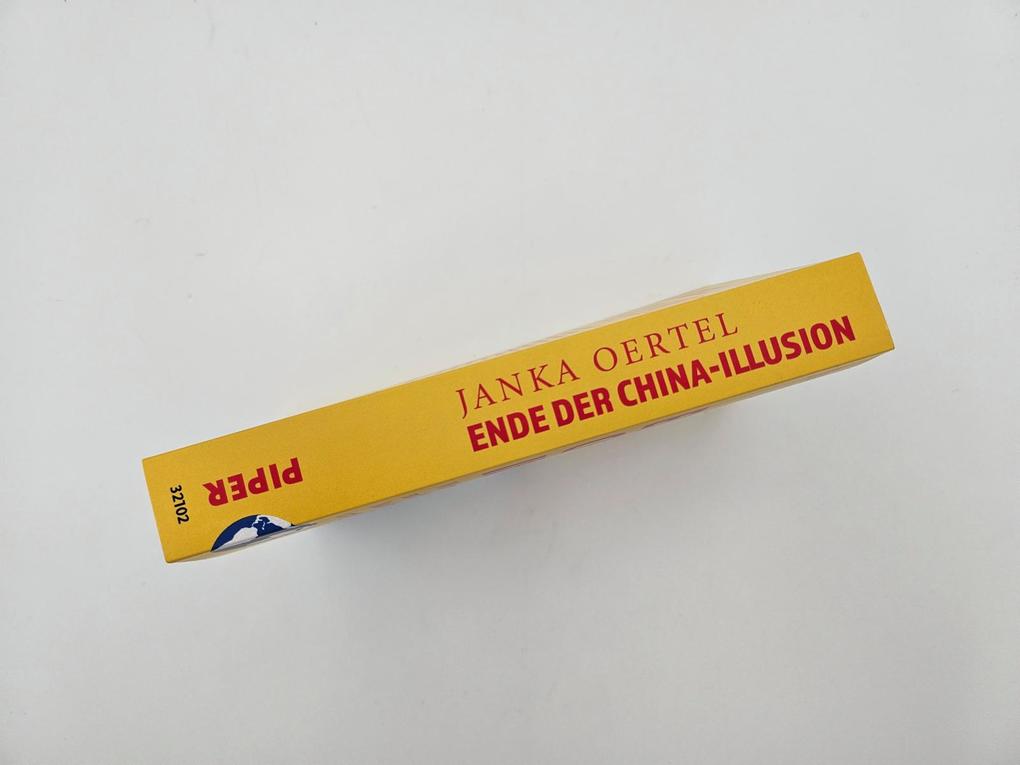 JANKA OERTEL
ENDE DER CHINA-ILLUSION
PIPER
32102